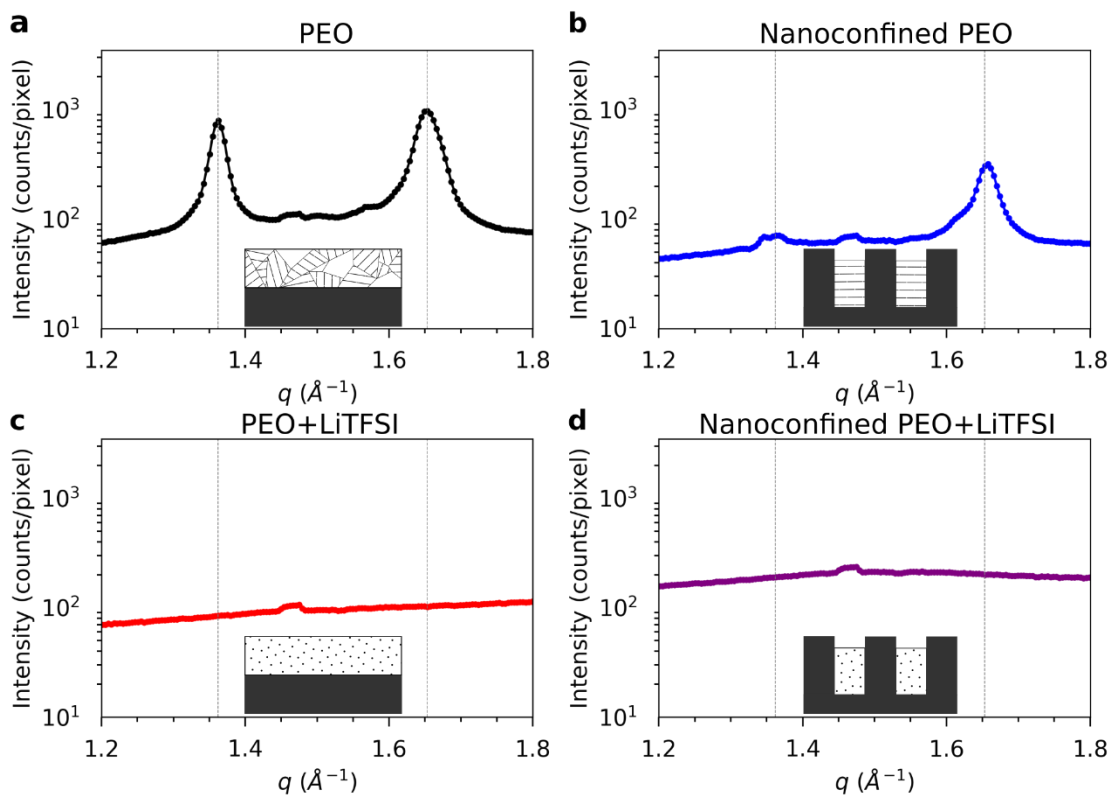 a
PEO
10³
10²
10¹
Intensity (counts/pixel)
1.2 1.4 1.6 1.8
q (Å⁻¹)
b
Nanoconfined PEO
10³
10²
10¹
Intensity (counts/pixel)
1.2 1.4 1.6 1.8
q (Å⁻¹)
c
PEO+LiTFSI
10³
10²
10¹
Intensity (counts/pixel)
1.2 1.4 1.6 1.8
q (Å⁻¹)
d
Nanoconfined PEO+LiTFSI
10³
10²
10¹
Intensity (counts/pixel)
1.2 1.4 1.6 1.8
q (Å⁻¹)